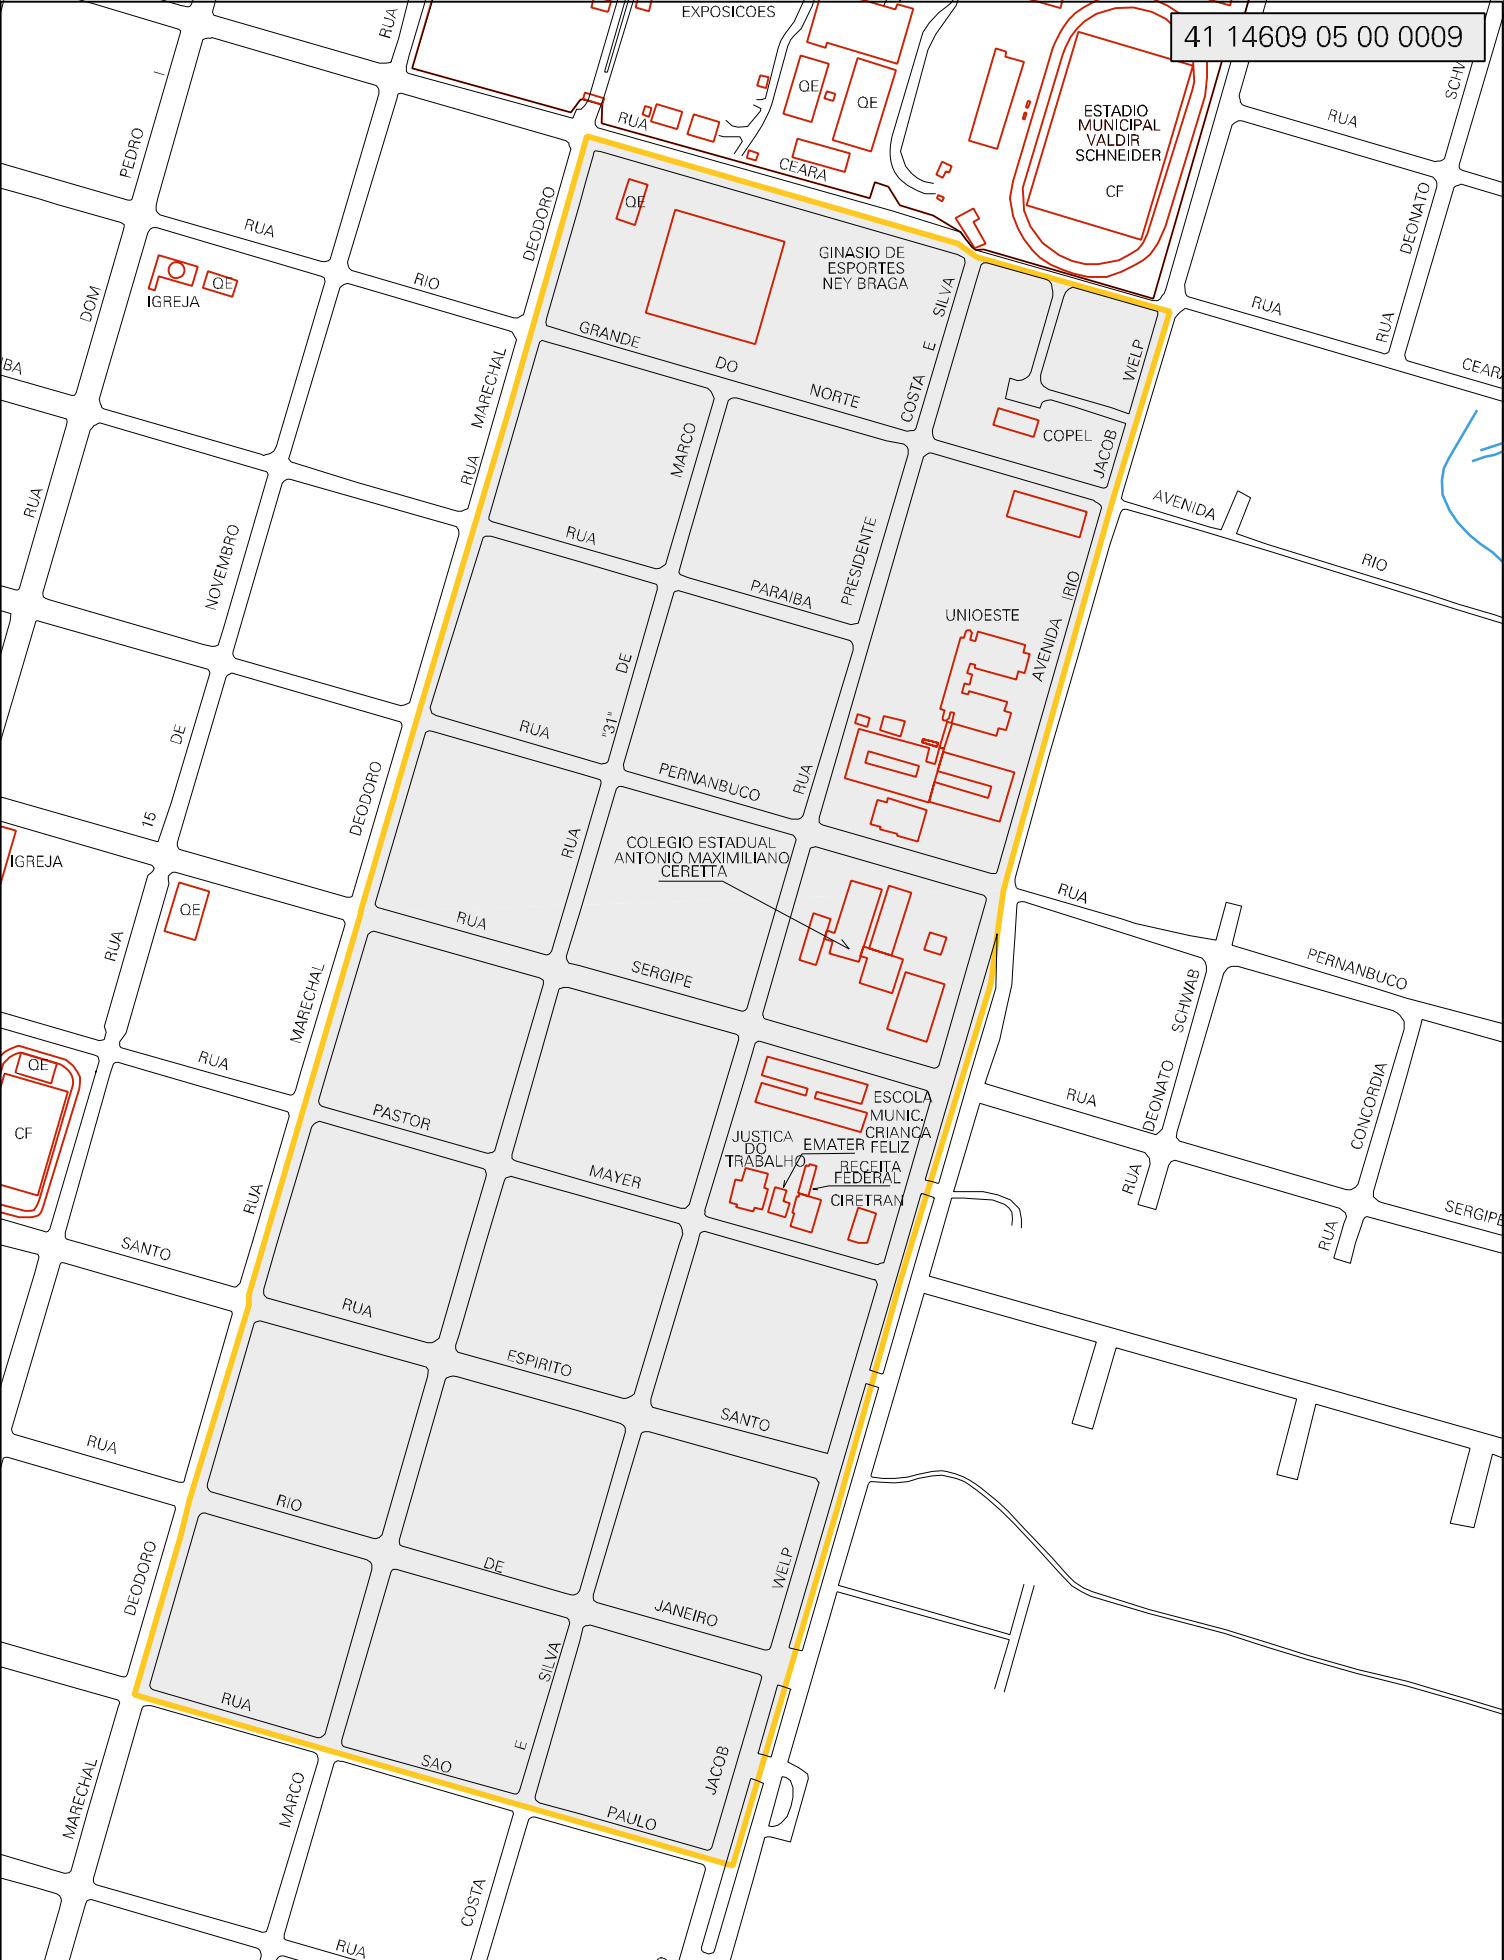 EXPOSICOES
41 14609 05 00 0009
RUA
SCHW
PEDRO I
QE
QE
ESTADIO
MUNICIPAL
VALDIR
SCHNEIDER
CF
RUA
CEARA
RUA
DEODORO
QE
RUA
DEONATO
GINASIO DE
ESPORTES
NEY BRAGA
IGREJA
QE
DOM
RIO
GRANDE
DO
NORTE
COSTA E SILVA
WELP
RUA
RUA
CEARA
IBA
MARECHAL
RUA
MARCO
COPEL
JACOB
RUA
AVENIDA
RIO
NOVEMBRO
RUA
PARAIBA
PRESIDENTE
IRIO
UNIOESTE
AVENIDA
DE
DE
"31"
RUA
PERNANBUCO
RUA
15
DEODORO
RUA
COLEGIO ESTADUAL
ANTONIO MAXIMILIANO
CERETTA
IGREJA
QE
RUA
RUA
SERGIPE
RUA
PERNANBUCO
MARECHAL
SCHWAB
RUA
QE
CF
PASTOR
MAYER
ESCOLA
MUNIC.
CRIANCA
FELIZ
JUSTICA
DO
TRABALHO
EMATER
RECEITA
FEDERAL
CIRETRAN
RUA
DEONATO
CONCORDIA
RUA
RUA
SERGIPE
RUA
SANTO
RUA
ESPIRITO
SANTO
RUA
RIO
DE
JANEIRO
WELP
DEODORO
RUA
SAO
PAULO
SILVA
E
JACOB
MARECHAL
MARCO
COSTA
RUA